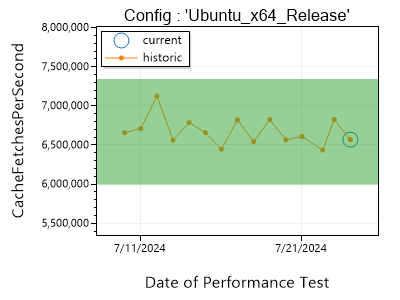 Config : 'Ubuntu_x64_Release'
current
historic
8,000,000
7,500,000
7,000,000
6,500,000
6,000,000
5,500,000
CacheFetchesPerSecond
7/11/2024
7/21/2024
Date of Performance Test